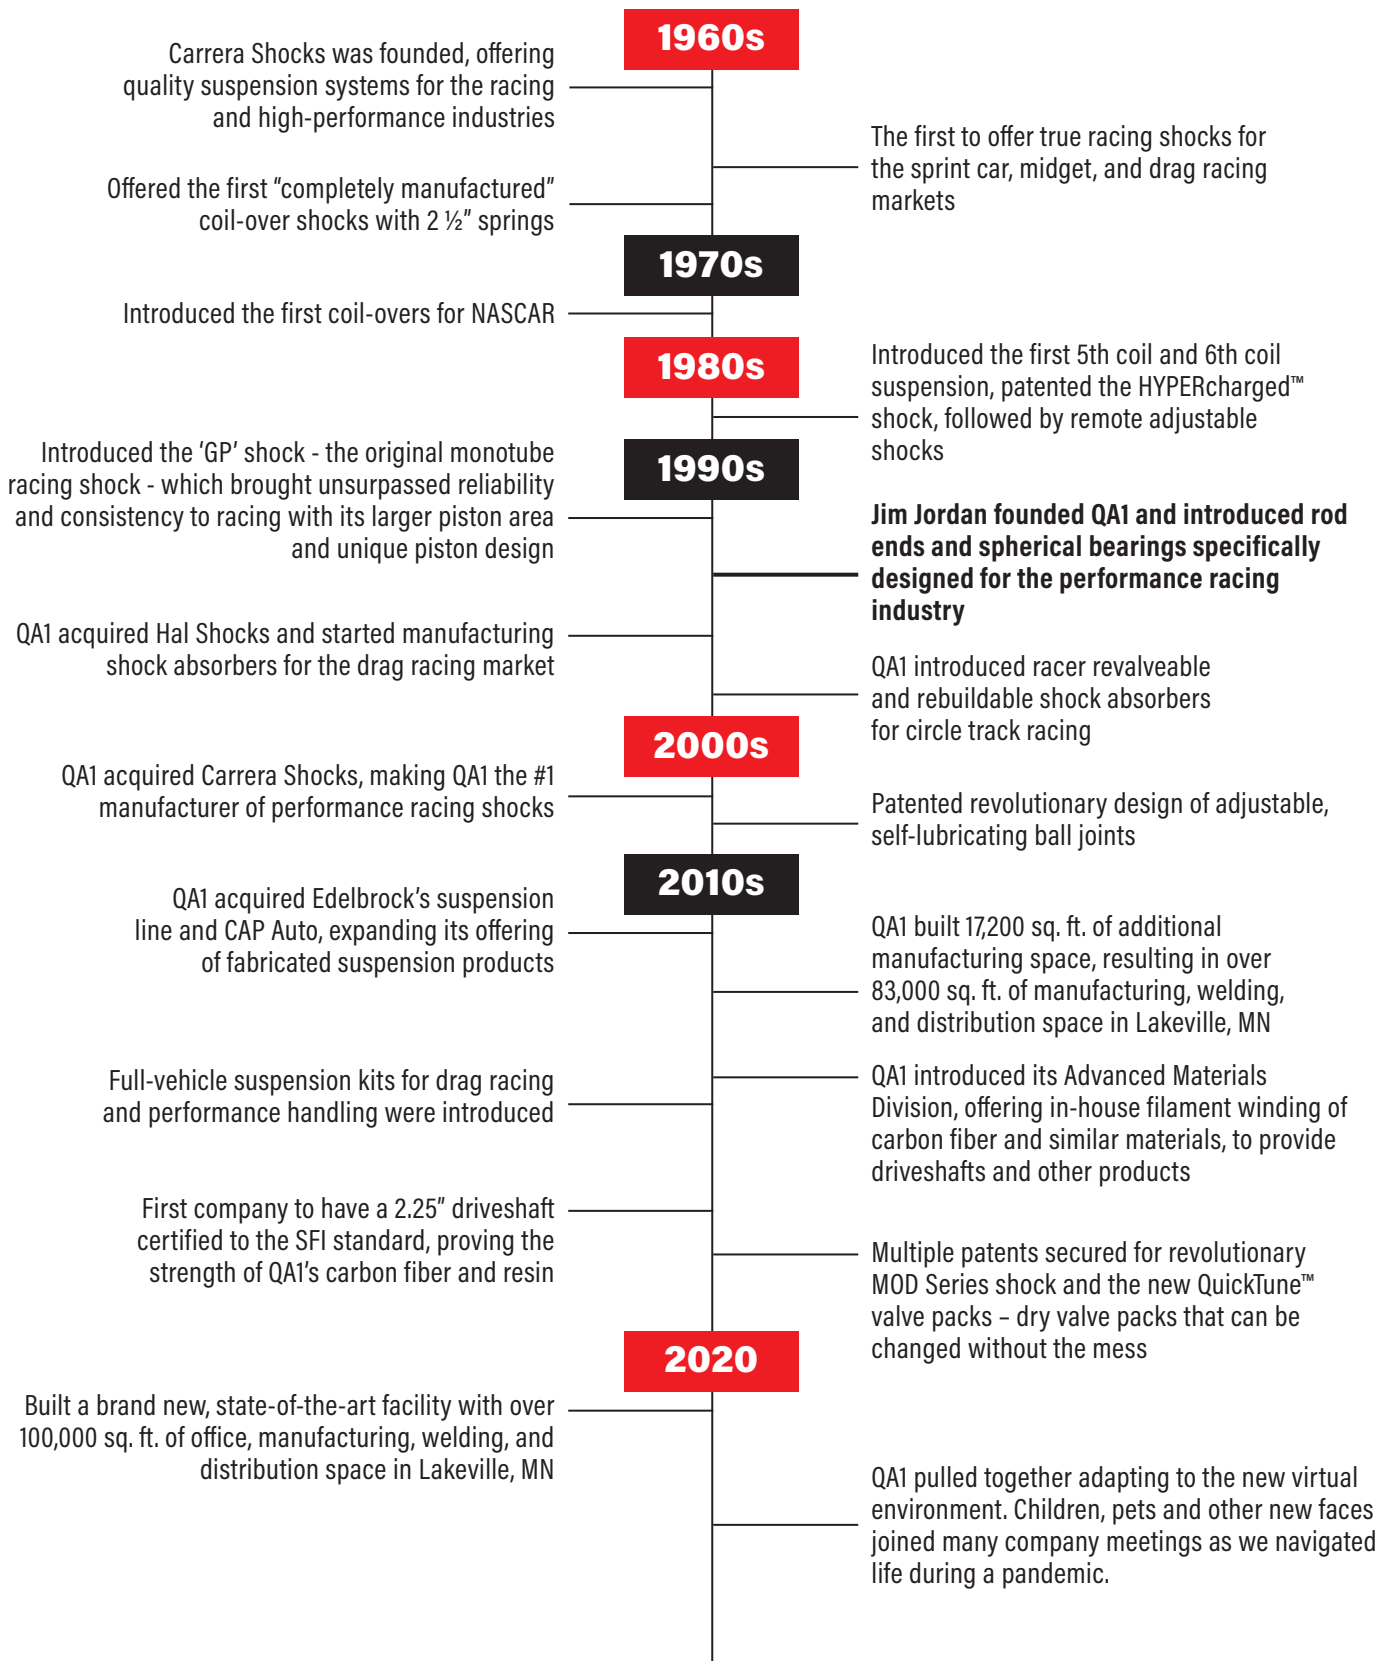 1960s
Carrera Shocks was founded, offering
quality suspension systems for the racing
and high-performance industries
The first to offer true racing shocks for
the sprint car, midget, and drag racing
markets
Offered the first “completely manufactured”
coil-over shocks with 2 ½” springs
1970s
Introduced the first coil-overs for NASCAR
1980s
Introduced the first 5th coil and 6th coil
suspension, patented the HYPERcharged™
shock, followed by remote adjustable
shocks
1990s
Introduced the ‘GP’ shock - the original monotube
racing shock - which brought unsurpassed reliability
and consistency to racing with its larger piston area
and unique piston design
Jim Jordan founded QA1 and introduced rod
ends and spherical bearings specifically
designed for the performance racing
industry
QA1 acquired Hal Shocks and started manufacturing
shock absorbers for the drag racing market
QA1 introduced racer revalveable
and rebuildable shock absorbers
for circle track racing
2000s
QA1 acquired Carrera Shocks, making QA1 the #1
manufacturer of performance racing shocks
Patented revolutionary design of adjustable,
self-lubricating ball joints
2010s
QA1 acquired Edelbrock’s suspension
line and CAP Auto, expanding its offering
of fabricated suspension products
QA1 built 17,200 sq. ft. of additional
manufacturing space, resulting in over
83,000 sq. ft. of manufacturing, welding,
and distribution space in Lakeville, MN
QA1 introduced its Advanced Materials
Division, offering in-house filament winding of
carbon fiber and similar materials, to provide
driveshafts and other products
Full-vehicle suspension kits for drag racing
and performance handling were introduced
First company to have a 2.25” driveshaft
certified to the SFI standard, proving the
strength of QA1’s carbon fiber and resin
Multiple patents secured for revolutionary
MOD Series shock and the new QuickTune™
valve packs – dry valve packs that can be
changed without the mess
2020
Built a brand new, state-of-the-art facility with over
100,000 sq. ft. of office, manufacturing, welding, and
distribution space in Lakeville, MN
QA1 pulled together adapting to the new virtual
environment. Children, pets and other new faces
joined many company meetings as we navigated
life during a pandemic.